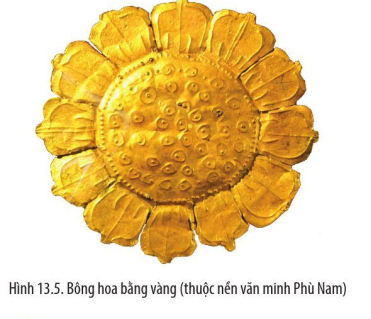 Hình 13.5. Bông hoa bằng vàng (thuộc nền văn minh Phù Nam)